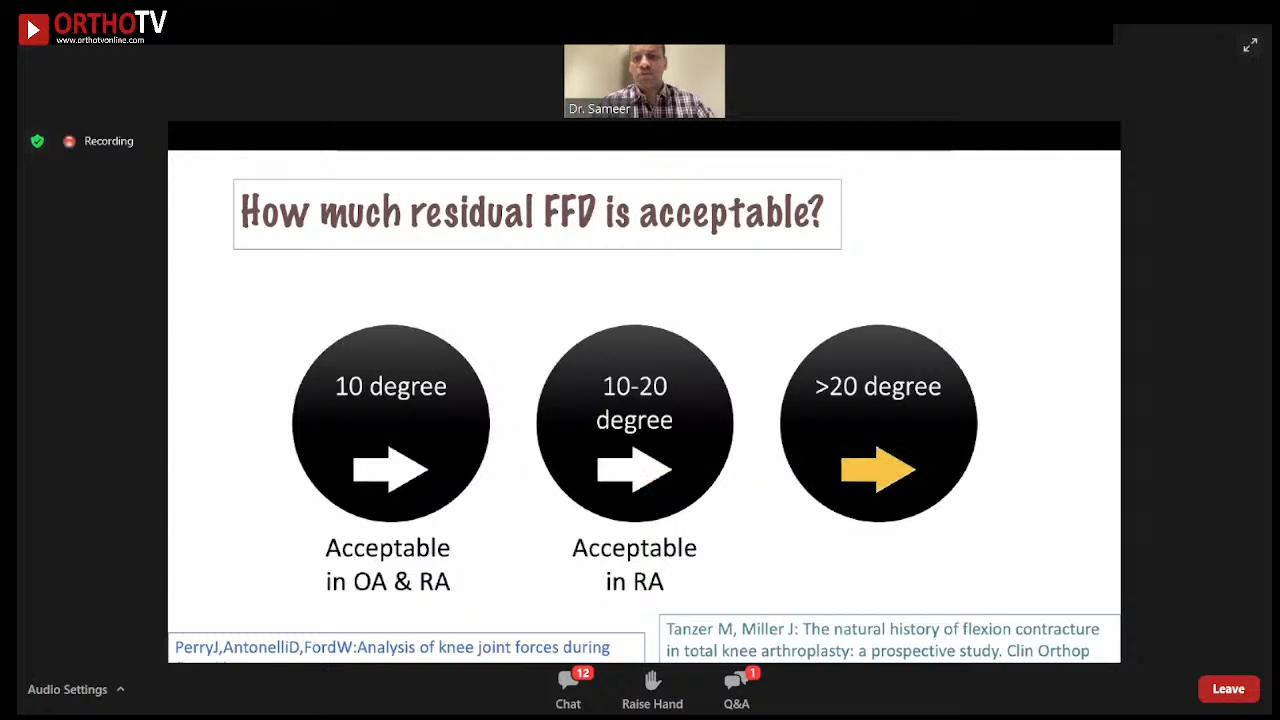 ORTHOTV
www.orthotvonline.com
Dr. Sameer
Recording
How much residual FFD is acceptable?
10 degree
10-20
degree
>20 degree
Acceptable
in OA & RA
Acceptable
in RA
PerryJ,AntonelliD,FordW:Analysis of knee joint forces during
Tanzer M, Miller J: The natural history of flexion contracture
in total knee arthroplasty: a prospective study. Clin Orthop
Audio Settings
12
Chat
Raise Hand
1
Q&A
Leave